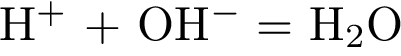 H⁺ + OH⁻ = H₂O